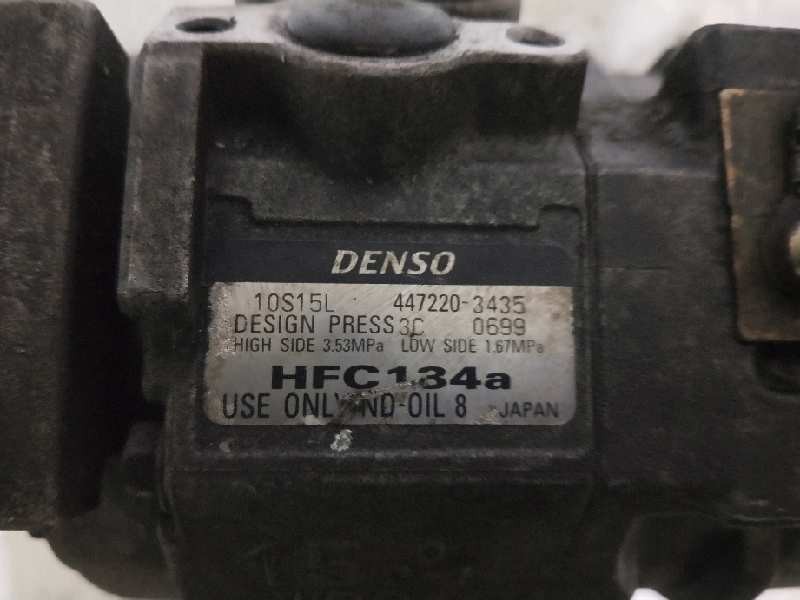 DENSO
10S15L 447220-3435
DESIGN PRESS 3C 0699
HIGH SIDE 3.53MPa LOW SIDE 1.67MPa
HFC134a
USE ONLY ND-OIL 8 JAPAN